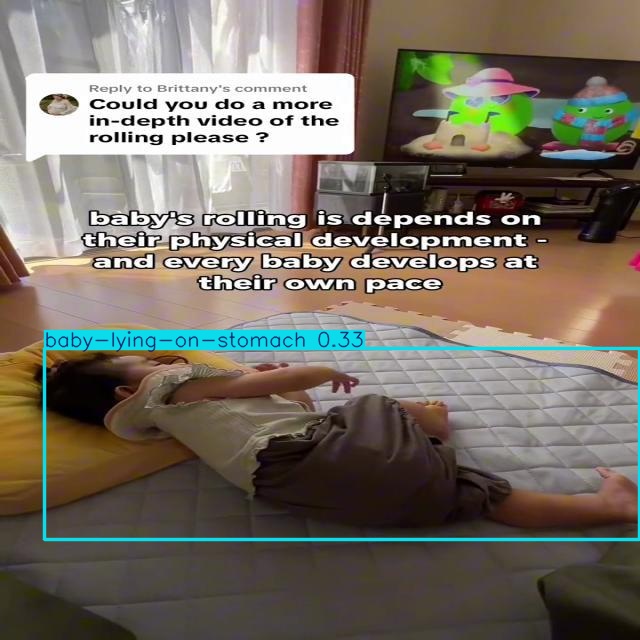 Reply to Brittany's comment
Could you do a more
in-depth video of the
rolling please ?
baby's rolling is depends on
their physical development -
and every baby develops at
their own pace
baby-lying-on-stomach 0.33